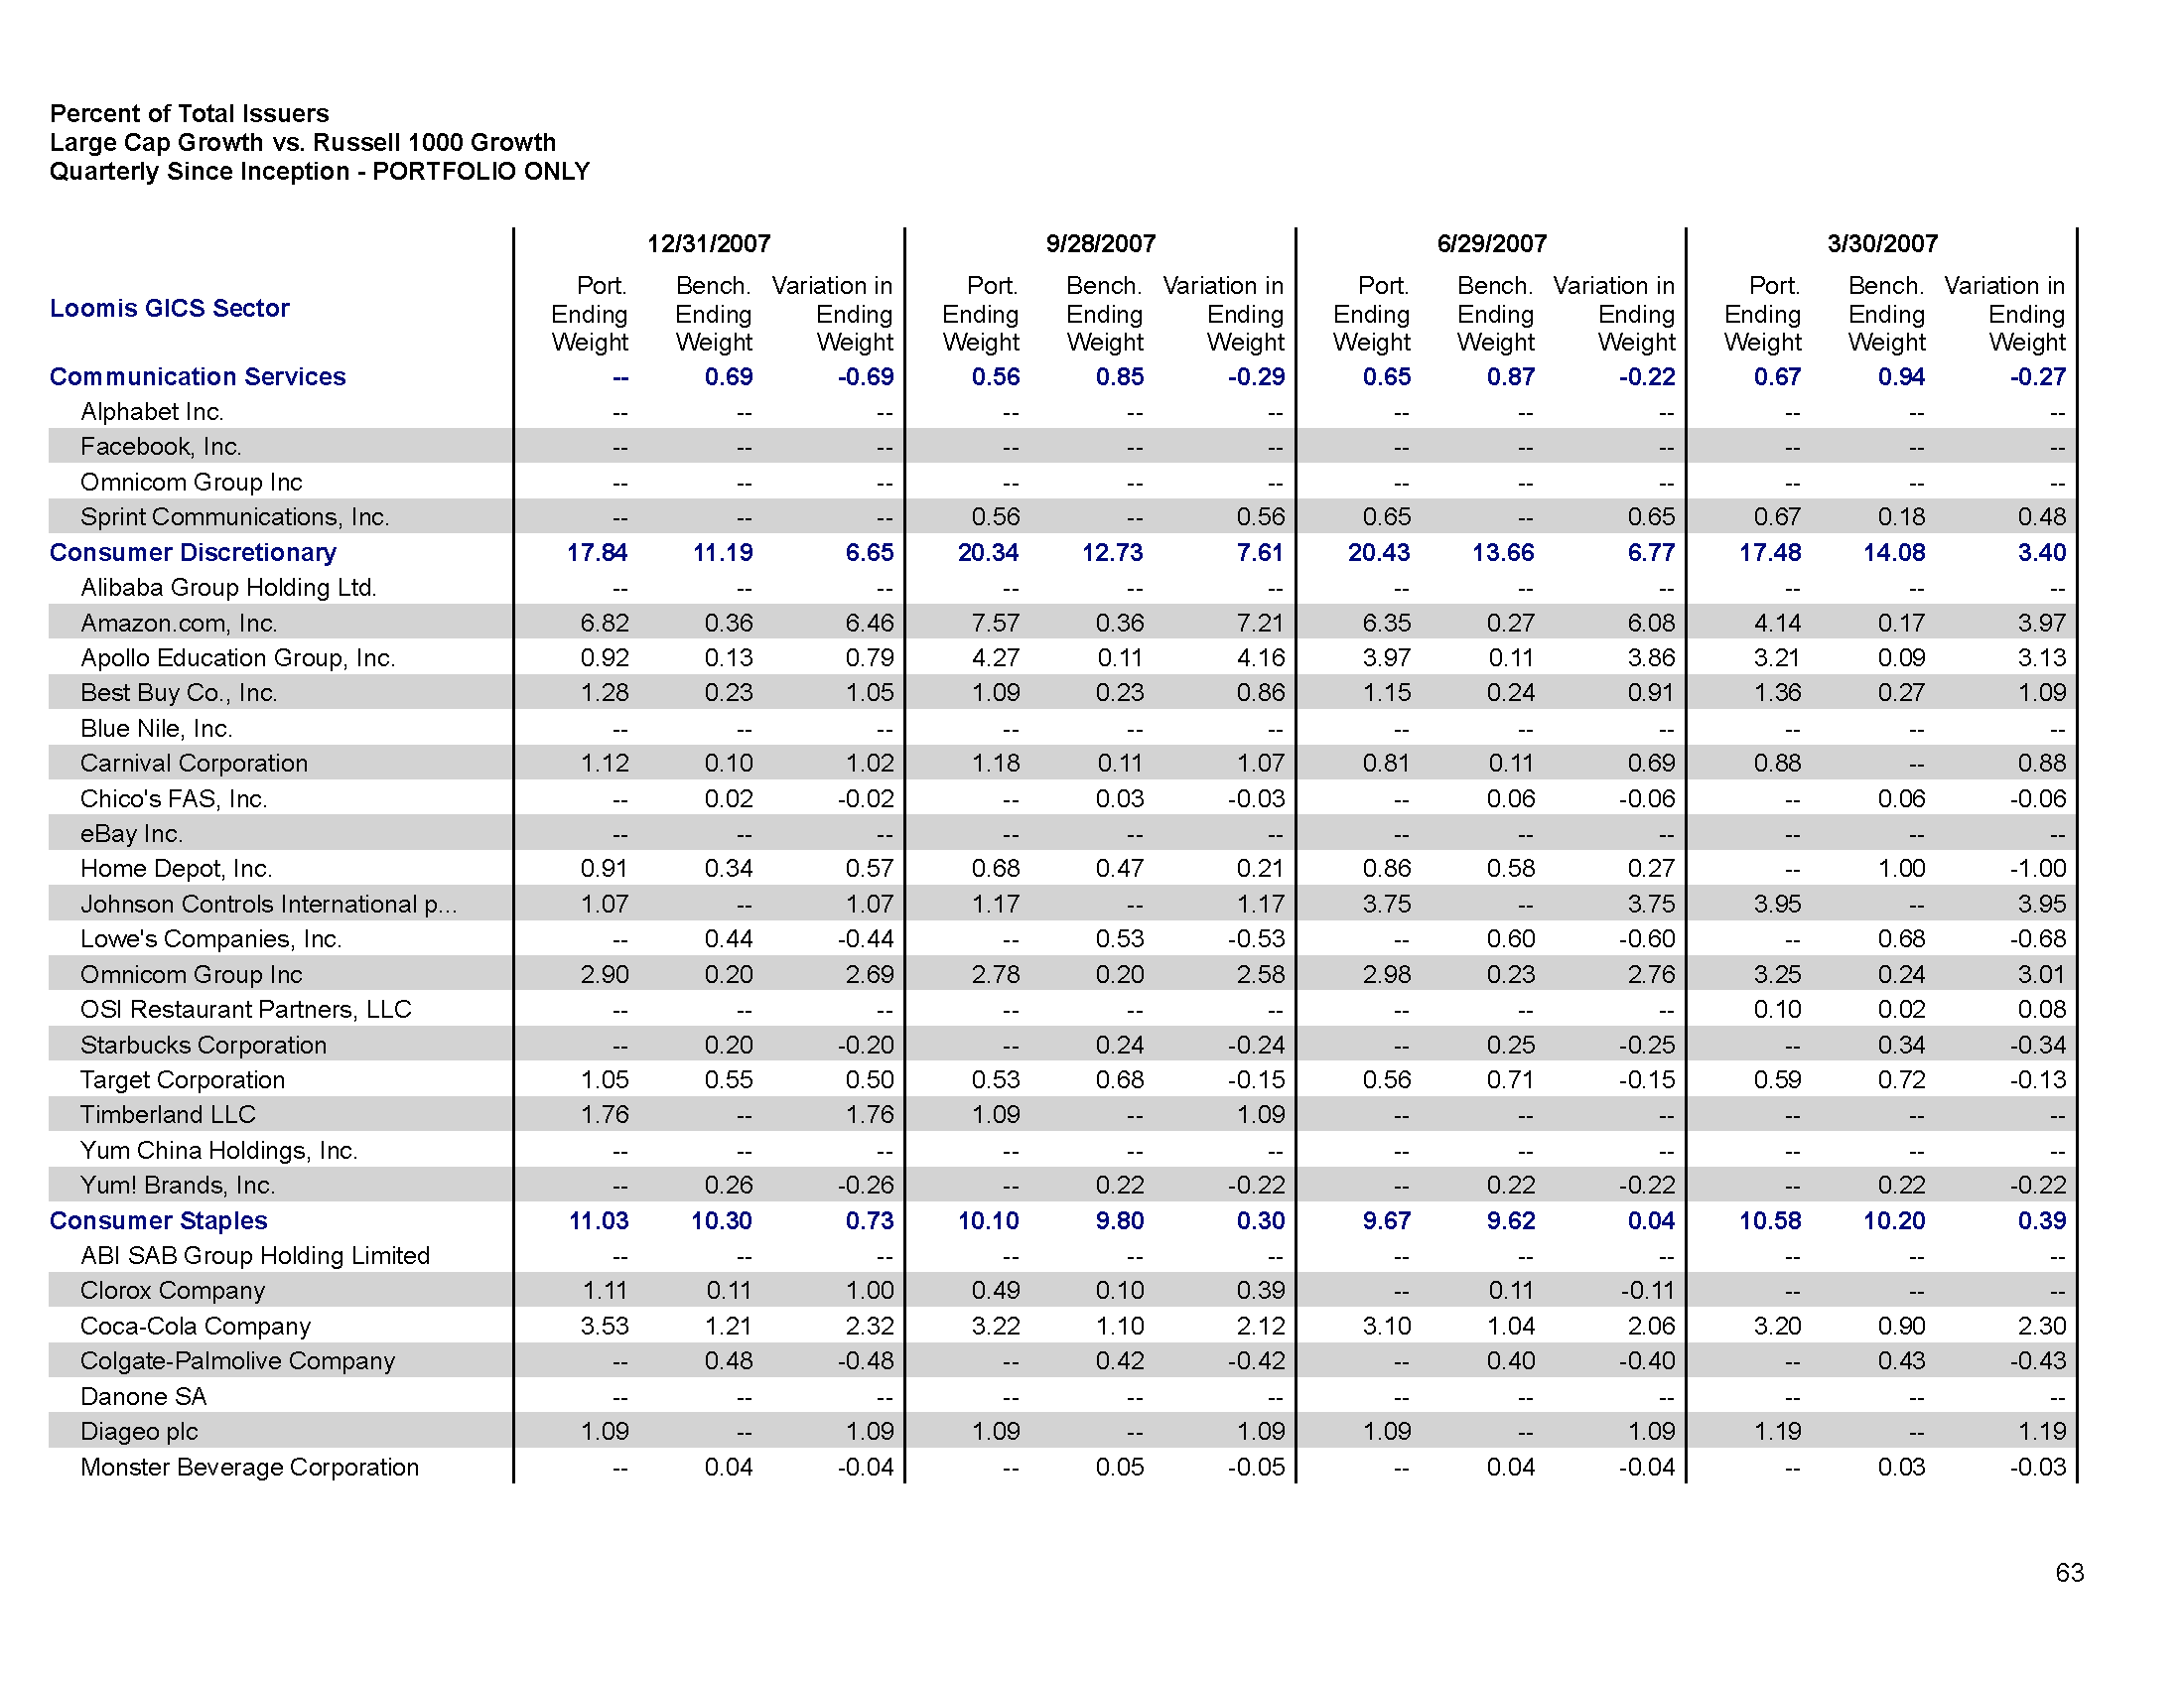 Percent of Total Issuers
Large Cap Growth vs. Russell 1000 Growth
Quarterly Since Inception - PORTFOLIO ONLY
12/31/2007 9/28/2007 6/29/2007 3/30/2007
Loomis GICS Sector
Port. Bench. Variation in Port. Bench. Variation in Port. Bench. Variation in Port. Bench. Variation in
Ending Ending Ending Ending Ending Ending Ending Ending Ending Ending Ending Ending
Weight Weight Weight Weight Weight Weight Weight Weight Weight Weight Weight Weight
Communication Services -- 0.69 -0.69 0.56 0.85 -0.29 0.65 0.87 -0.22 0.67 0.94 -0.27
Alphabet Inc. -- -- -- -- -- -- -- -- -- -- -- --
Facebook, Inc. -- -- -- -- -- -- -- -- -- -- -- --
Omnicom Group Inc -- -- -- -- -- -- -- -- -- -- -- --
Sprint Communications, Inc. -- -- -- 0.56 -- 0.56 0.65 -- 0.65 0.67 0.18 0.48
Consumer Discretionary 17.84 11.19 6.65 20.34 12.73 7.61 20.43 13.66 6.77 17.48 14.08 3.40
Alibaba Group Holding Ltd. -- -- -- -- -- -- -- -- -- -- -- --
Amazon.com, Inc. 6.82 0.36 6.46 7.57 0.36 7.21 6.35 0.27 6.08 4.14 0.17 3.97
Apollo Education Group, Inc. 0.92 0.13 0.79 4.27 0.11 4.16 3.97 0.11 3.86 3.21 0.09 3.13
Best Buy Co., Inc. 1.28 0.23 1.05 1.09 0.23 0.86 1.15 0.24 0.91 1.36 0.27 1.09
Blue Nile, Inc. -- -- -- -- -- -- -- -- -- -- -- --
Carnival Corporation 1.12 0.10 1.02 1.18 0.11 1.07 0.81 0.11 0.69 0.88 -- 0.88
Chico's FAS, Inc. -- 0.02 -0.02 -- 0.03 -0.03 -- 0.06 -0.06 -- 0.06 -0.06
eBay Inc. -- -- -- -- -- -- -- -- -- -- -- --
Home Depot, Inc. 0.91 0.34 0.57 0.68 0.47 0.21 0.86 0.58 0.27 -- 1.00 -1.00
Johnson Controls International p... 1.07 -- 1.07 1.17 -- 1.17 3.75 -- 3.75 3.95 -- 3.95
Lowe's Companies, Inc. -- 0.44 -0.44 -- 0.53 -0.53 -- 0.60 -0.60 -- 0.68 -0.68
Omnicom Group Inc 2.90 0.20 2.69 2.78 0.20 2.58 2.98 0.23 2.76 3.25 0.24 3.01
OSI Restaurant Partners, LLC -- -- -- -- -- -- -- -- -- 0.10 0.02 0.08
Starbucks Corporation -- 0.20 -0.20 -- 0.24 -0.24 -- 0.25 -0.25 -- 0.34 -0.34
Target Corporation 1.05 0.55 0.50 0.53 0.68 -0.15 0.56 0.71 -0.15 0.59 0.72 -0.13
Timberland LLC 1.76 -- 1.76 1.09 -- 1.09 -- -- -- -- -- --
Yum China Holdings, Inc. -- -- -- -- -- -- -- -- -- -- -- --
Yum! Brands, Inc. -- 0.26 -0.26 -- 0.22 -0.22 -- 0.22 -0.22 -- 0.22 -0.22
Consumer Staples 11.03 10.30 0.73 10.10 9.80 0.30 9.67 9.62 0.04 10.58 10.20 0.39
ABI SAB Group Holding Limited -- -- -- -- -- -- -- -- -- -- -- --
Clorox Company 1.11 0.11 1.00 0.49 0.10 0.39 -- 0.11 -0.11 -- -- --
Coca-Cola Company 3.53 1.21 2.32 3.22 1.10 2.12 3.10 1.04 2.06 3.20 0.90 2.30
Colgate-Palmolive Company -- 0.48 -0.48 -- 0.42 -0.42 -- 0.40 -0.40 -- 0.43 -0.43
Danone SA -- -- -- -- -- -- -- -- -- -- -- --
Diageo plc 1.09 -- 1.09 1.09 -- 1.09 1.09 -- 1.09 1.19 -- 1.19
Monster Beverage Corporation -- 0.04 -0.04 -- 0.05 -0.05 -- 0.04 -0.04 -- 0.03 -0.03
63